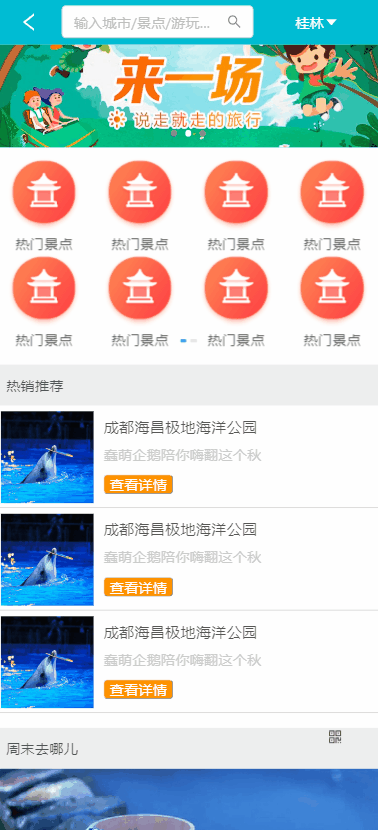 输入城市/景点/游玩...
桂林
来一场
说走就走的旅行
热门景点 热门景点 热门景点 热门景点
热门景点 热门景点 热门景点 热门景点
热销推荐
成都海昌极地海洋公园
蠢萌企鹅陪你嗨翻这个秋
查看详情
成都海昌极地海洋公园
蠢萌企鹅陪你嗨翻这个秋
查看详情
成都海昌极地海洋公园
蠢萌企鹅陪你嗨翻这个秋
查看详情
周末去哪儿